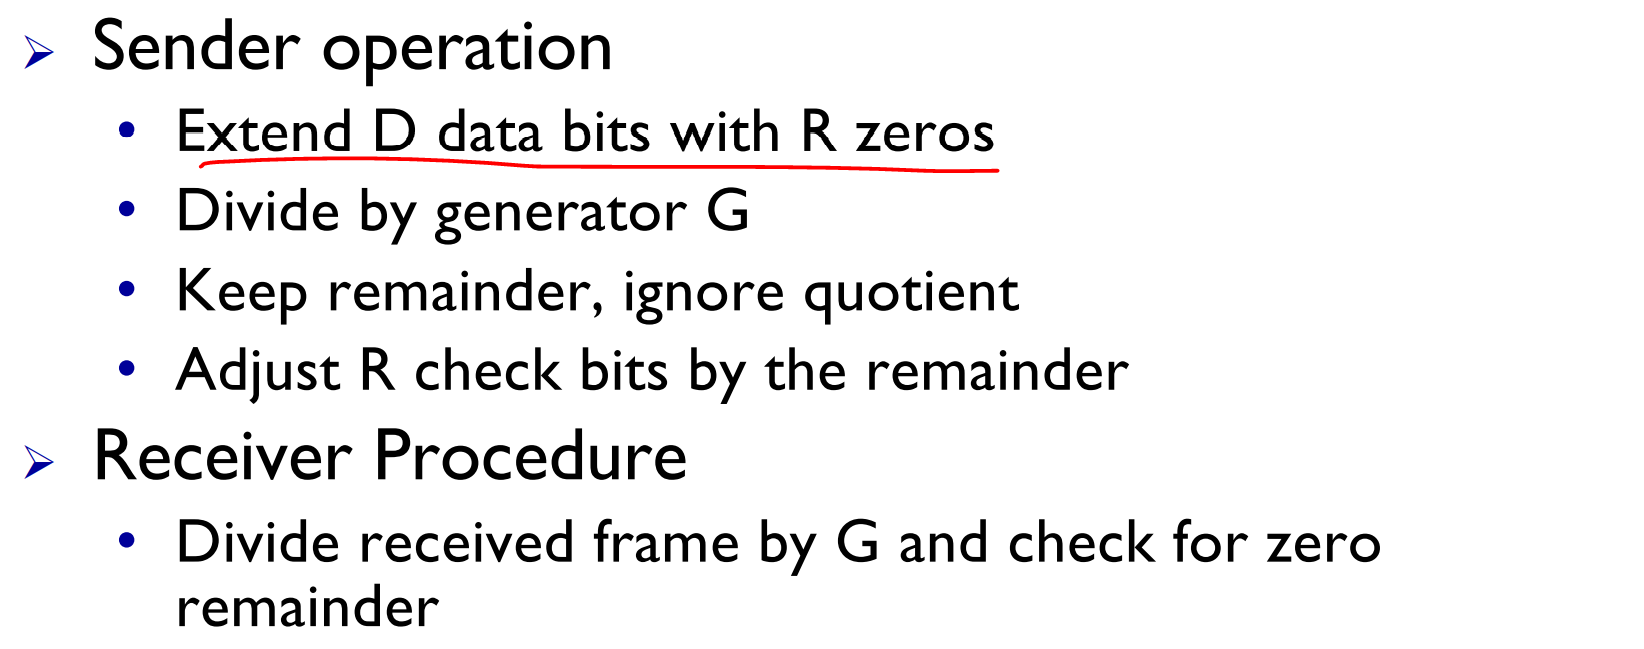 ➢ Sender operation
• Extend D data bits with R zeros
• Divide by generator G
• Keep remainder, ignore quotient
• Adjust R check bits by the remainder
➢ Receiver Procedure
• Divide received frame by G and check for zero
remainder